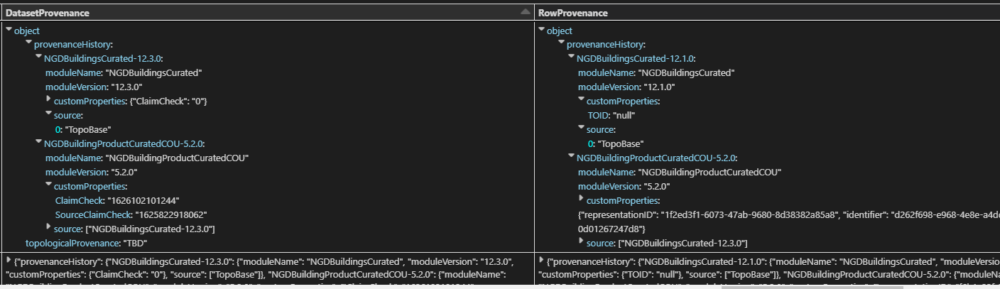 DatasetProvenance
object
provenanceHistory:
NGDBuildingsCurated-12.3.0:
moduleName: "NGDBuildingsCurated"
moduleVersion: "12.3.0"
customProperties: {"ClaimCheck": "0"}
source:
0: "TopoBase"
NGDBuildingProductCuratedCOU-5.2.0:
moduleName: "NGDBuildingProductCuratedCOU"
moduleVersion: "5.2.0"
customProperties:
ClaimCheck: "1626102101244"
SourceClaimCheck: "1625822918062"
source: ["NGDBuildingsCurated-12.3.0"]
topologicalProvenance: "TBD"
{"provenanceHistory": {"NGDBuildingsCurated-12.3.0": {"moduleName": "NGDBuildingsCurated", "moduleVersion": "12.3.0",
"customProperties": {"ClaimCheck": "0"}, "source": ["TopoBase"]}, "NGDBuildingProductCuratedCOU-5.2.0": {"moduleName":
RowProvenance
object
provenanceHistory:
NGDBuildingsCurated-12.1.0:
moduleName: "NGDBuildingsCurated"
moduleVersion: "12.1.0"
customProperties:
TOID: "null"
source:
0: "TopoBase"
NGDBuildingProductCuratedCOU-5.2.0:
moduleName: "NGDBuildingProductCuratedCOU"
moduleVersion: "5.2.0"
customProperties:
{"representationID": "1f2ed3f1-6073-47ab-9680-8d38382a85a8", "identifier": "d262f698-e968-4e8e-a4d
0d01267247d8"}
source: ["NGDBuildingsCurated-12.3.0"]
{"provenanceHistory": {"NGDBuildingsCurated-12.1.0": {"moduleName": "NGDBuildingsCurated", "moduleVersi
"customProperties": {"TOID": "null"}, "source": ["TopoBase"]}, "NGDBuildingProductCuratedCOU-5.2.0": {"moduleNa